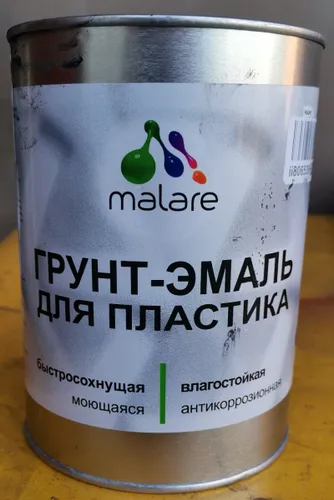 malare
ГРУНТ-ЭМАЛЬ
ДЛЯ ПЛАСТИКА
быстросохнущая
моющаяся
влагостойкая
антикоррозионная